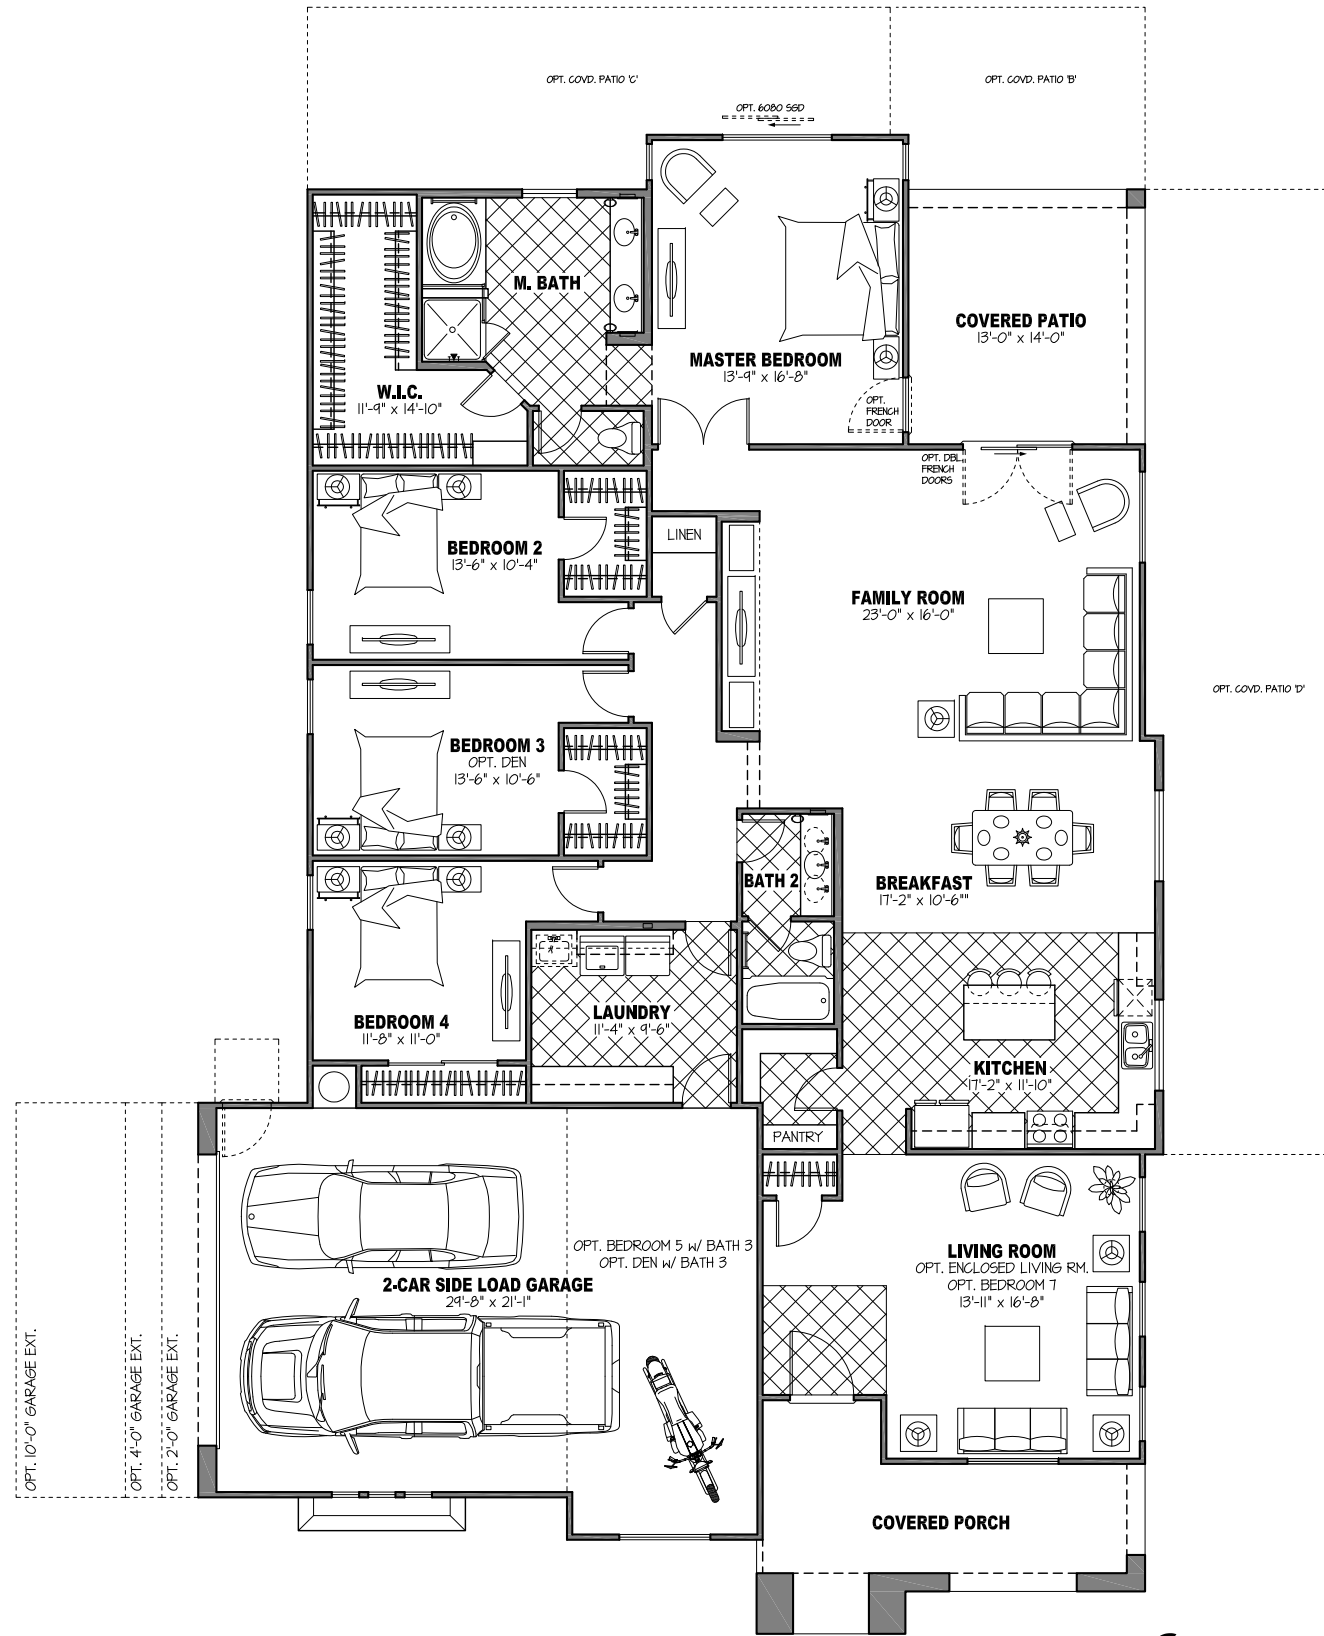 OPT. COVD. PATIO 'C'
OPT. COVD. PATIO 'B'
OPT. 6080 SGD
M. BATH
COVERED PATIO
13'-0" x 14'-0"
MASTER BEDROOM
13'-9" x 16'-8"
W.I.C.
11'-9" x 14'-10"
OPT.
FRENCH
DOOR
OPT. DBL
FRENCH
DOORS
LINEN
BEDROOM 2
13'-6" x 10'-4"
FAMILY ROOM
23'-0" x 16'-0"
OPT. COVD. PATIO 'D'
BEDROOM 3
OPT. DEN
13'-6" x 10'-6"
BATH 2
BREAKFAST
17'-2" x 10'-6""
BEDROOM 4
11'-8" x 11'-0"
LAUNDRY
11'-4" x 9'-6"
KITCHEN
17'-2" x 11'-10"
PANTRY
OPT. BEDROOM 5 W/ BATH 3
OPT. DEN W/ BATH 3
2-CAR SIDE LOAD GARAGE
29'-8" x 21'-1"
LIVING ROOM
OPT. ENCLOSED LIVING RM.
OPT. BEDROOM 7
13'-11" x 16'-8"
OPT. 10'-0" GARAGE EXT.
OPT. 4'-0" GARAGE EXT.
OPT. 2'-0" GARAGE EXT.
COVERED PORCH